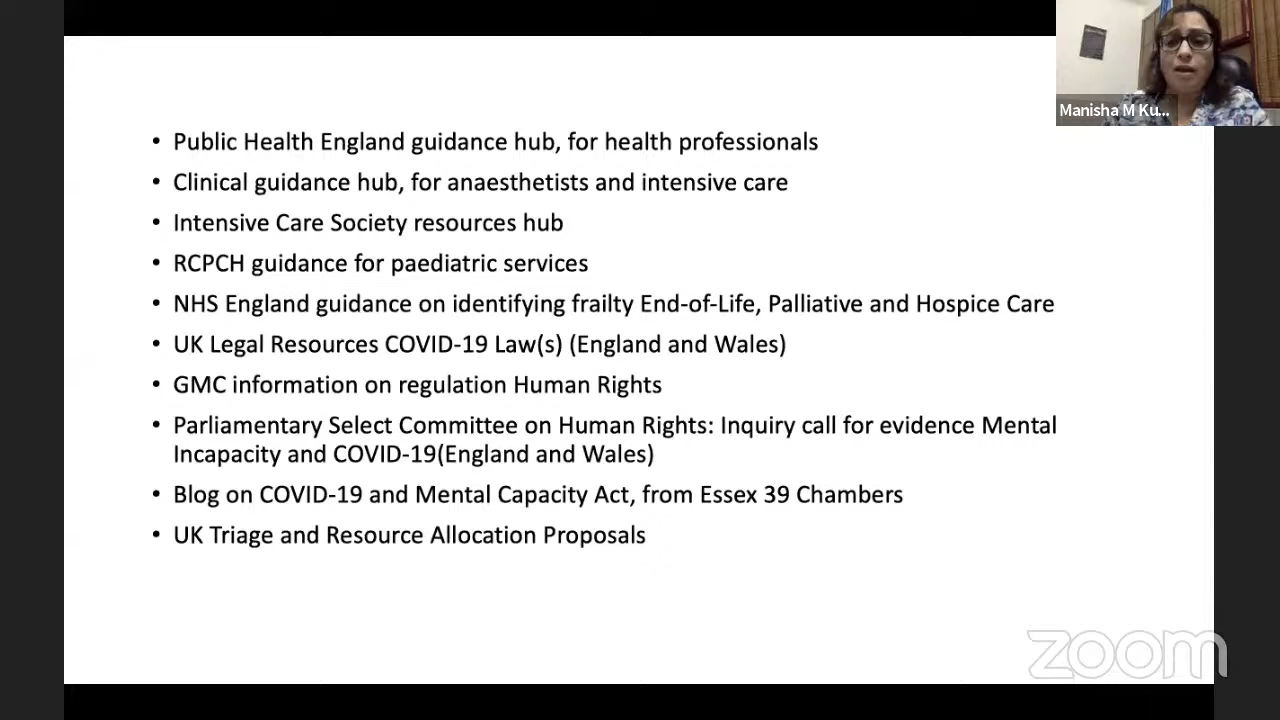 Manisha M Ku...
• Public Health England guidance hub, for health professionals
• Clinical guidance hub, for anaesthetists and intensive care
• Intensive Care Society resources hub
• RCPCH guidance for paediatric services
• NHS England guidance on identifying frailty End-of-Life, Palliative and Hospice Care
• UK Legal Resources COVID-19 Law(s) (England and Wales)
• GMC information on regulation Human Rights
• Parliamentary Select Committee on Human Rights: Inquiry call for evidence Mental
Incapacity and COVID-19(England and Wales)
• Blog on COVID-19 and Mental Capacity Act, from Essex 39 Chambers
• UK Triage and Resource Allocation Proposals
zoom